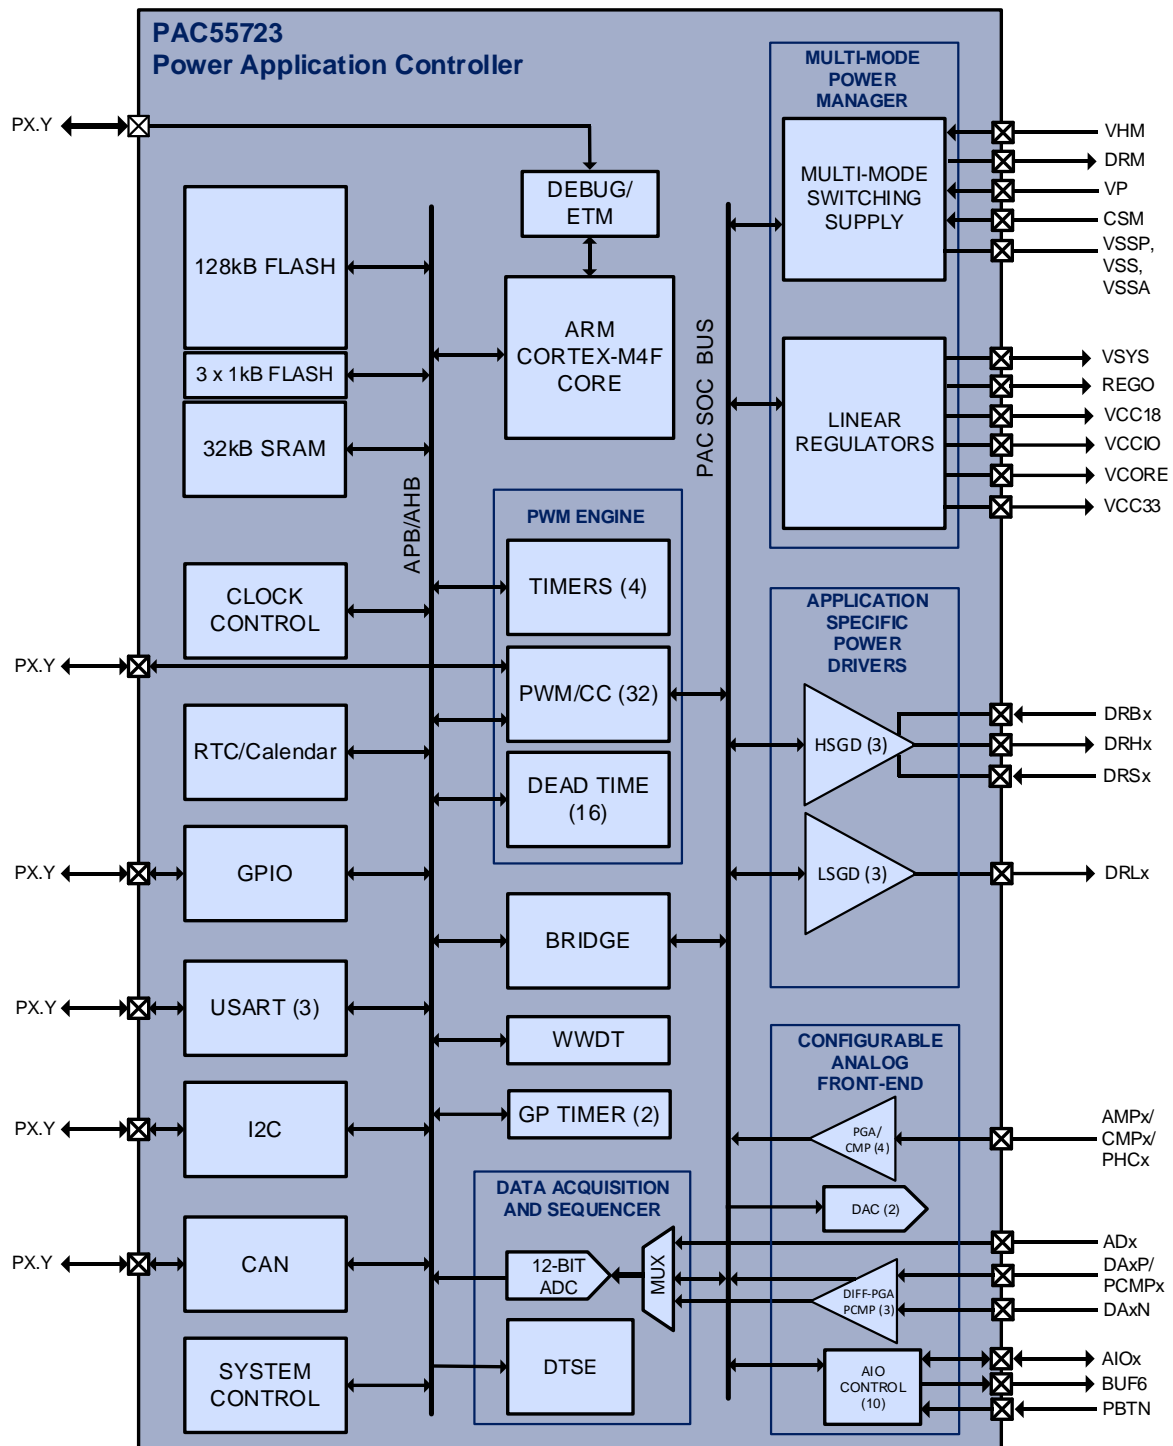 PAC55723
Power Application Controller
PX.Y
DEBUG/
ETM
128kB FLASH
3 x 1kB FLASH
32kB SRAM
ARM
CORTEX-M4F
CORE
APB/AHB
PAC SOC BUS
CLOCK
CONTROL
PX.Y
RTC/Calendar
GPIO
PX.Y
USART (3)
PX.Y
I2C
PX.Y
CAN
PX.Y
SYSTEM
CONTROL
PWM ENGINE
TIMERS (4)
PWM/CC (32)
DEAD TIME
(16)
BRIDGE
WWDT
GP TIMER (2)
DATA ACQUISITION
AND SEQUENCER
12-BIT
ADC
MUX
DTSE
MULTI-MODE
POWER
MANAGER
MULTI-MODE
SWITCHING
SUPPLY
VHM
DRM
VP
CSM
VSSP,
VSS,
VSSA
LINEAR
REGULATORS
VSYS
REGO
VCC18
VCCIO
VCORE
VCC33
APPLICATION
SPECIFIC
POWER
DRIVERS
HSGD (3)
DRBx
DRHx
DRSx
LSGD (3)
DRLx
CONFIGURABLE
ANALOG
FRONT-END
PGA/
CMP (4)
AMPx/
CMPx/
PHCx
DAC (2)
ADx
DAxP/
PCMPx
DAxN
DIFF-PGA
PCMP (3)
AIO
CONTROL
(10)
AIOx
BUF6
PBTN